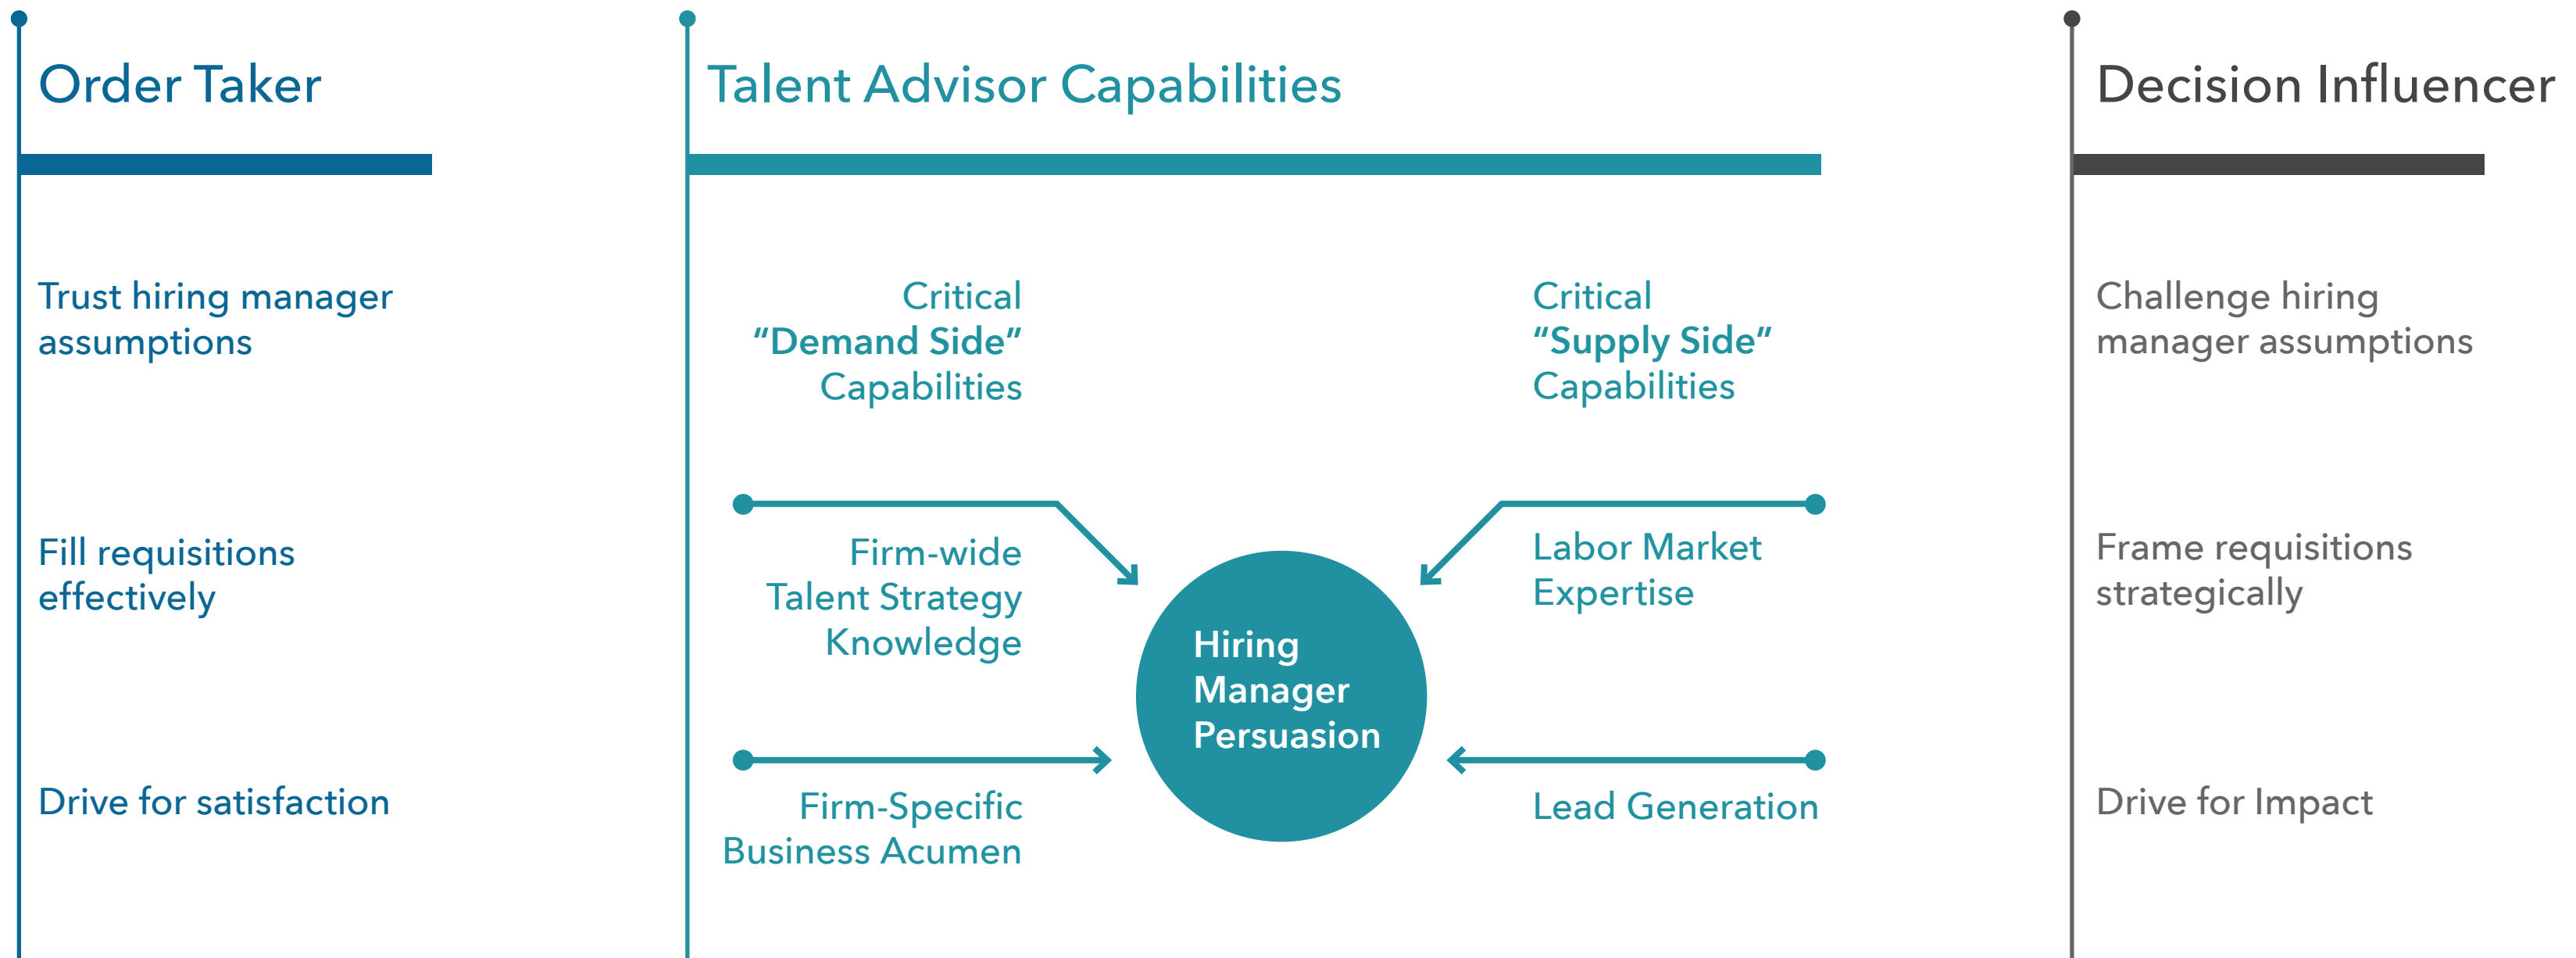 Order Taker
Trust hiring manager
assumptions
Fill requisitions
effectively
Drive for satisfaction
Talent Advisor Capabilities
Critical
“Demand Side”
Capabilities
Firm-wide
Talent Strategy
Knowledge
Firm-Specific
Business Acumen
Hiring
Manager
Persuasion
Critical
“Supply Side”
Capabilities
Labor Market
Expertise
Lead Generation
Decision Influencer
Challenge hiring
manager assumptions
Frame requisitions
strategically
Drive for Impact